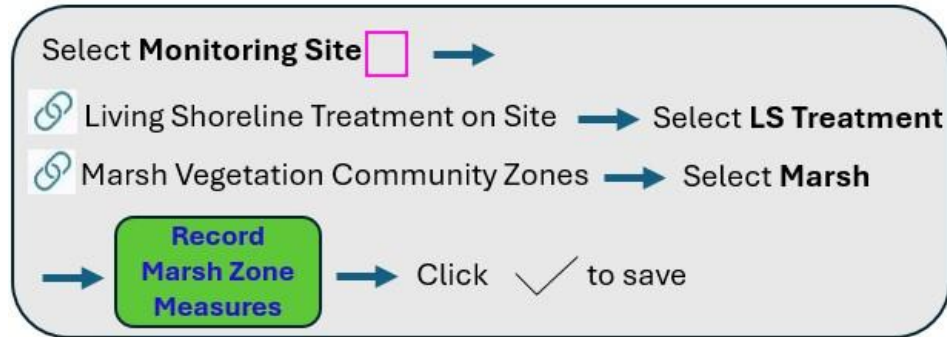 Select Monitoring Site
Living Shoreline Treatment on Site Select LS Treatment
Marsh Vegetation Community Zones Select Marsh
Record
Marsh Zone
Measures
Click to save